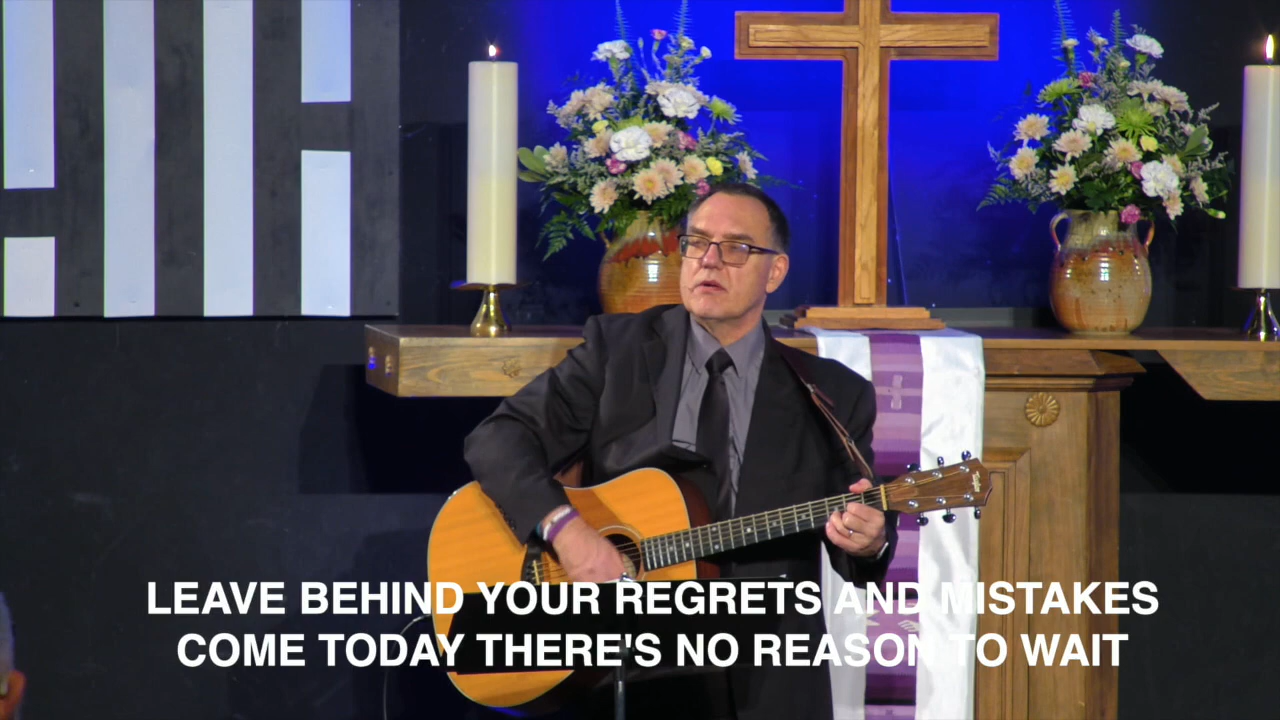 LEAVE BEHIND YOUR REGRETS AND MISTAKES
COME TODAY THERE'S NO REASON TO WAIT